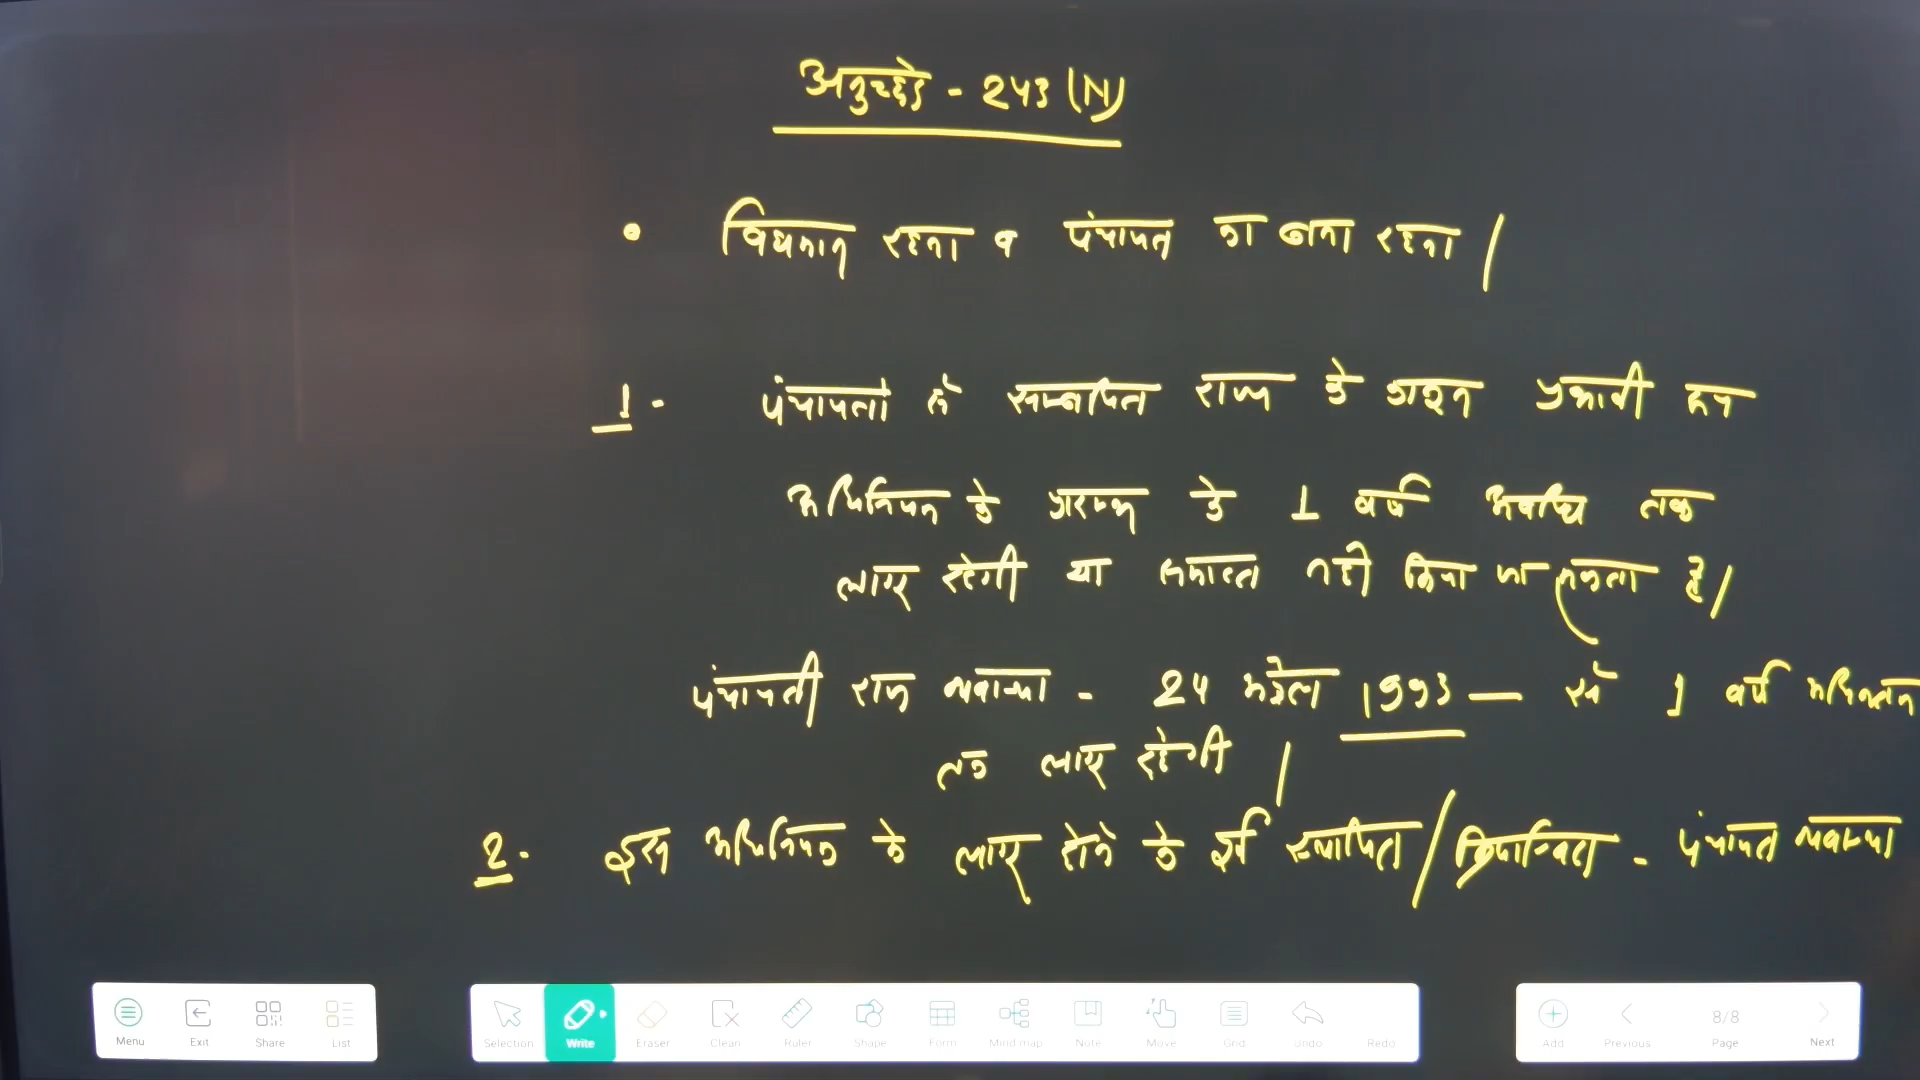 अनुच्छेद - 243 (N)
• विद्यमान रहना व पंचायत का बना रहना |
1- पंचायतों से सम्बन्धित राज्य के प्रभावी रूप
अधिनियम के प्रारम्भ के 1 वर्ष अवधि तक
लागू रहेगी या समाप्त नहीं किया जा सकता है |
पंचायती राज व्यवस्था - 24 अप्रैल 1993 — से 1 वर्ष अधिकतम
तक लागू रहेगी |
2. इस अधिनियम के लागू होने के पूर्व स्थापित / क्रियान्वित - पंचायत व्यवस्था
Menu Exit Share List Selection Write Eraser Clean Ruler Shape Form Mind map Note Move Grid Undo Redo Add Previous 8/8 Page Next